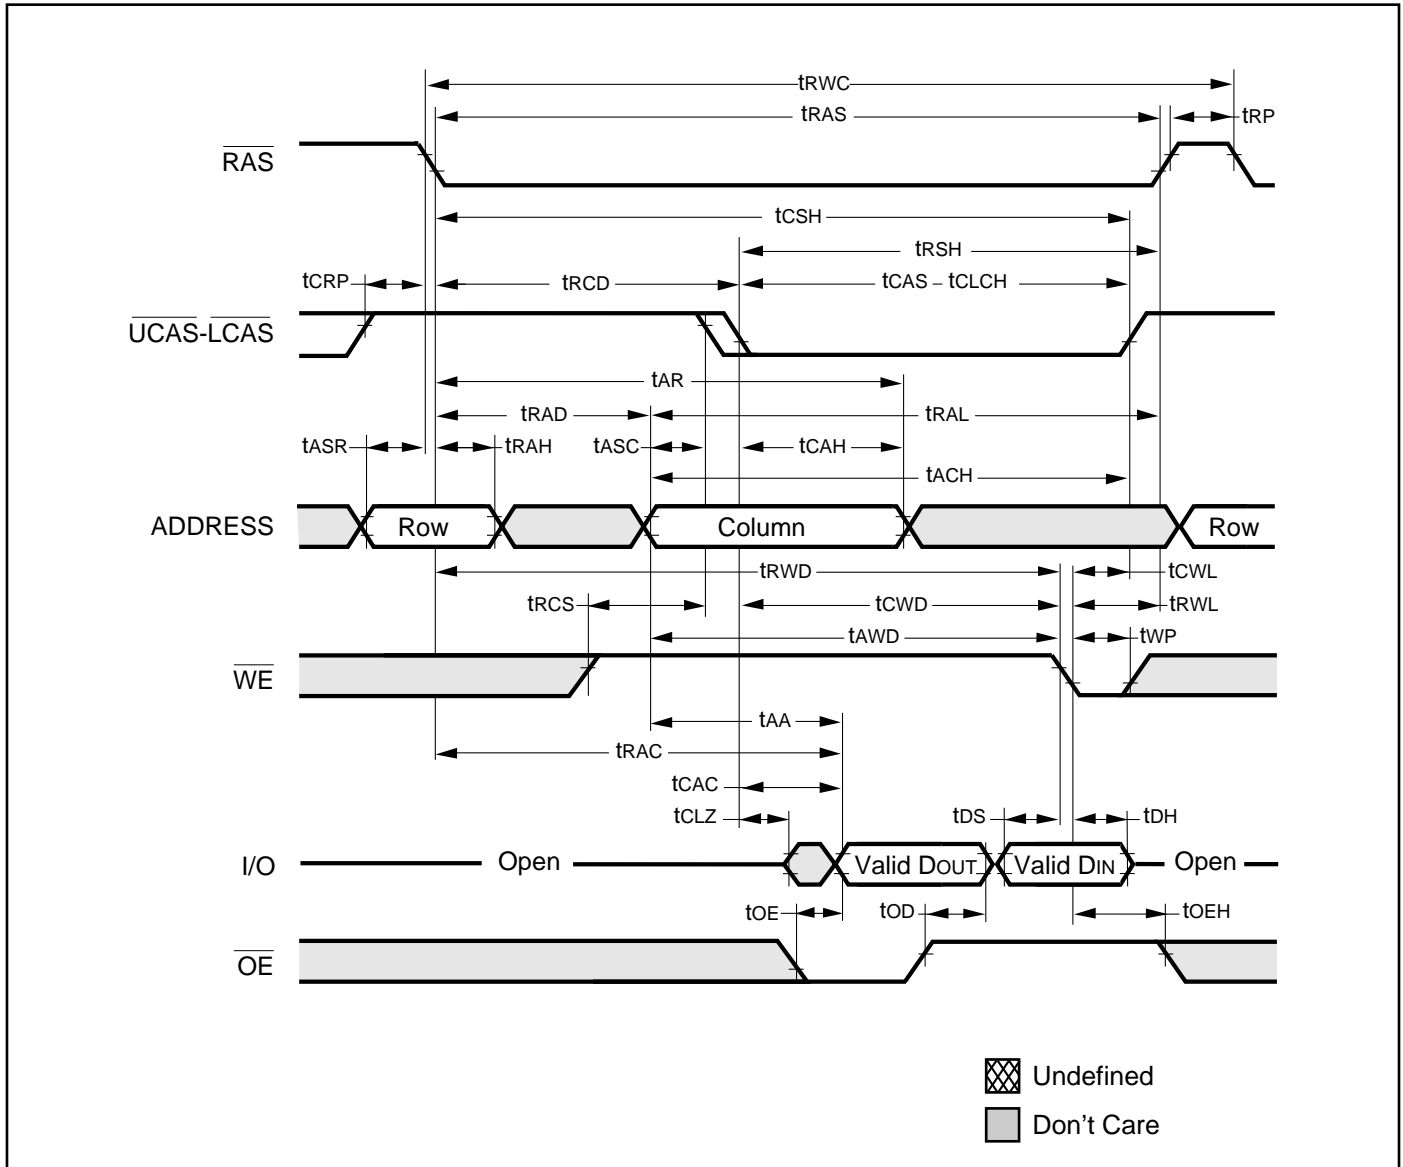 tRWC
tRAS
tRP
RAS
tCSH
tRSH
tCRP
tRCD
tCAS – tCLCH
UCAS-LCAS
tAR
tRAD
tRAL
tASR
tRAH
tASC
tCAH
tACH
ADDRESS
Row
Column
Row
tRWD
tCWL
tRCS
tCWD
tRWL
tAWD
tWP
WE
tAA
tRAC
tCAC
tCLZ
tDS
tDH
I/O
Open
Valid DOUT
Valid DIN
Open
tOE
tOD
tOEH
OE
Undefined
Don't Care